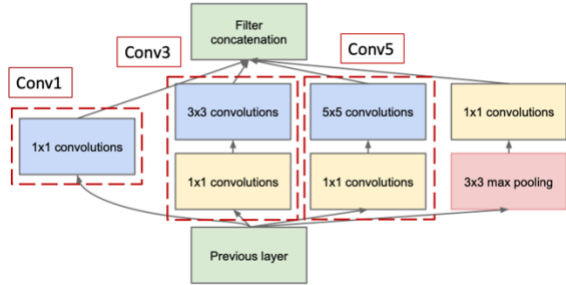 Filter
concatenation
Conv3
Conv5
Conv1
3x3 convolutions
5x5 convolutions
1x1 convolutions
1x1 convolutions
1x1 convolutions
1x1 convolutions
3x3 max pooling
Previous layer